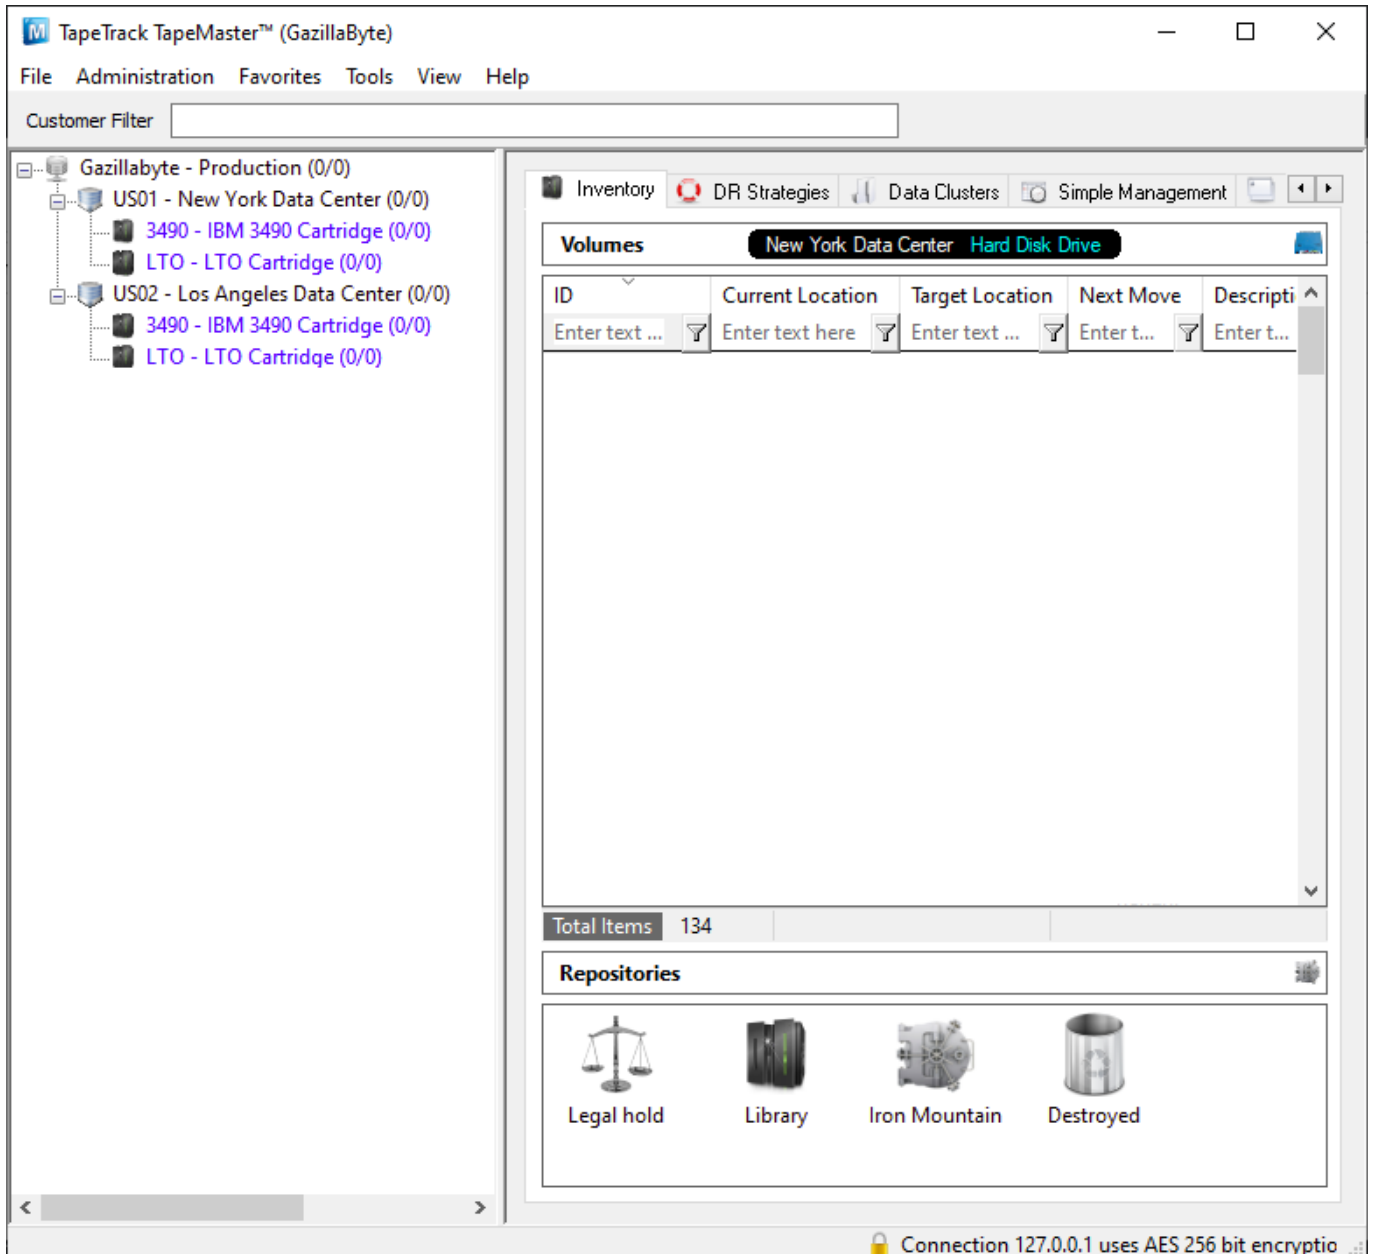 TapeTrack TapeMaster™ (GazillaByte)
File Administration Favorites Tools View Help
Customer Filter
Gazillabyte - Production (0/0)
US01 - New York Data Center (0/0)
3490 - IBM 3490 Cartridge (0/0)
LTO - LTO Cartridge (0/0)
US02 - Los Angeles Data Center (0/0)
3490 - IBM 3490 Cartridge (0/0)
LTO - LTO Cartridge (0/0)
Inventory DR Strategies Data Clusters Simple Management
Volumes New York Data Center Hard Disk Drive
ID Current Location Target Location Next Move Descripti
Enter text ... Enter text here Enter text ... Enter t... Enter t...
Total Items 134
Repositories
Legal hold Library Iron Mountain Destroyed
Connection 127.0.0.1 uses AES 256 bit encryptio